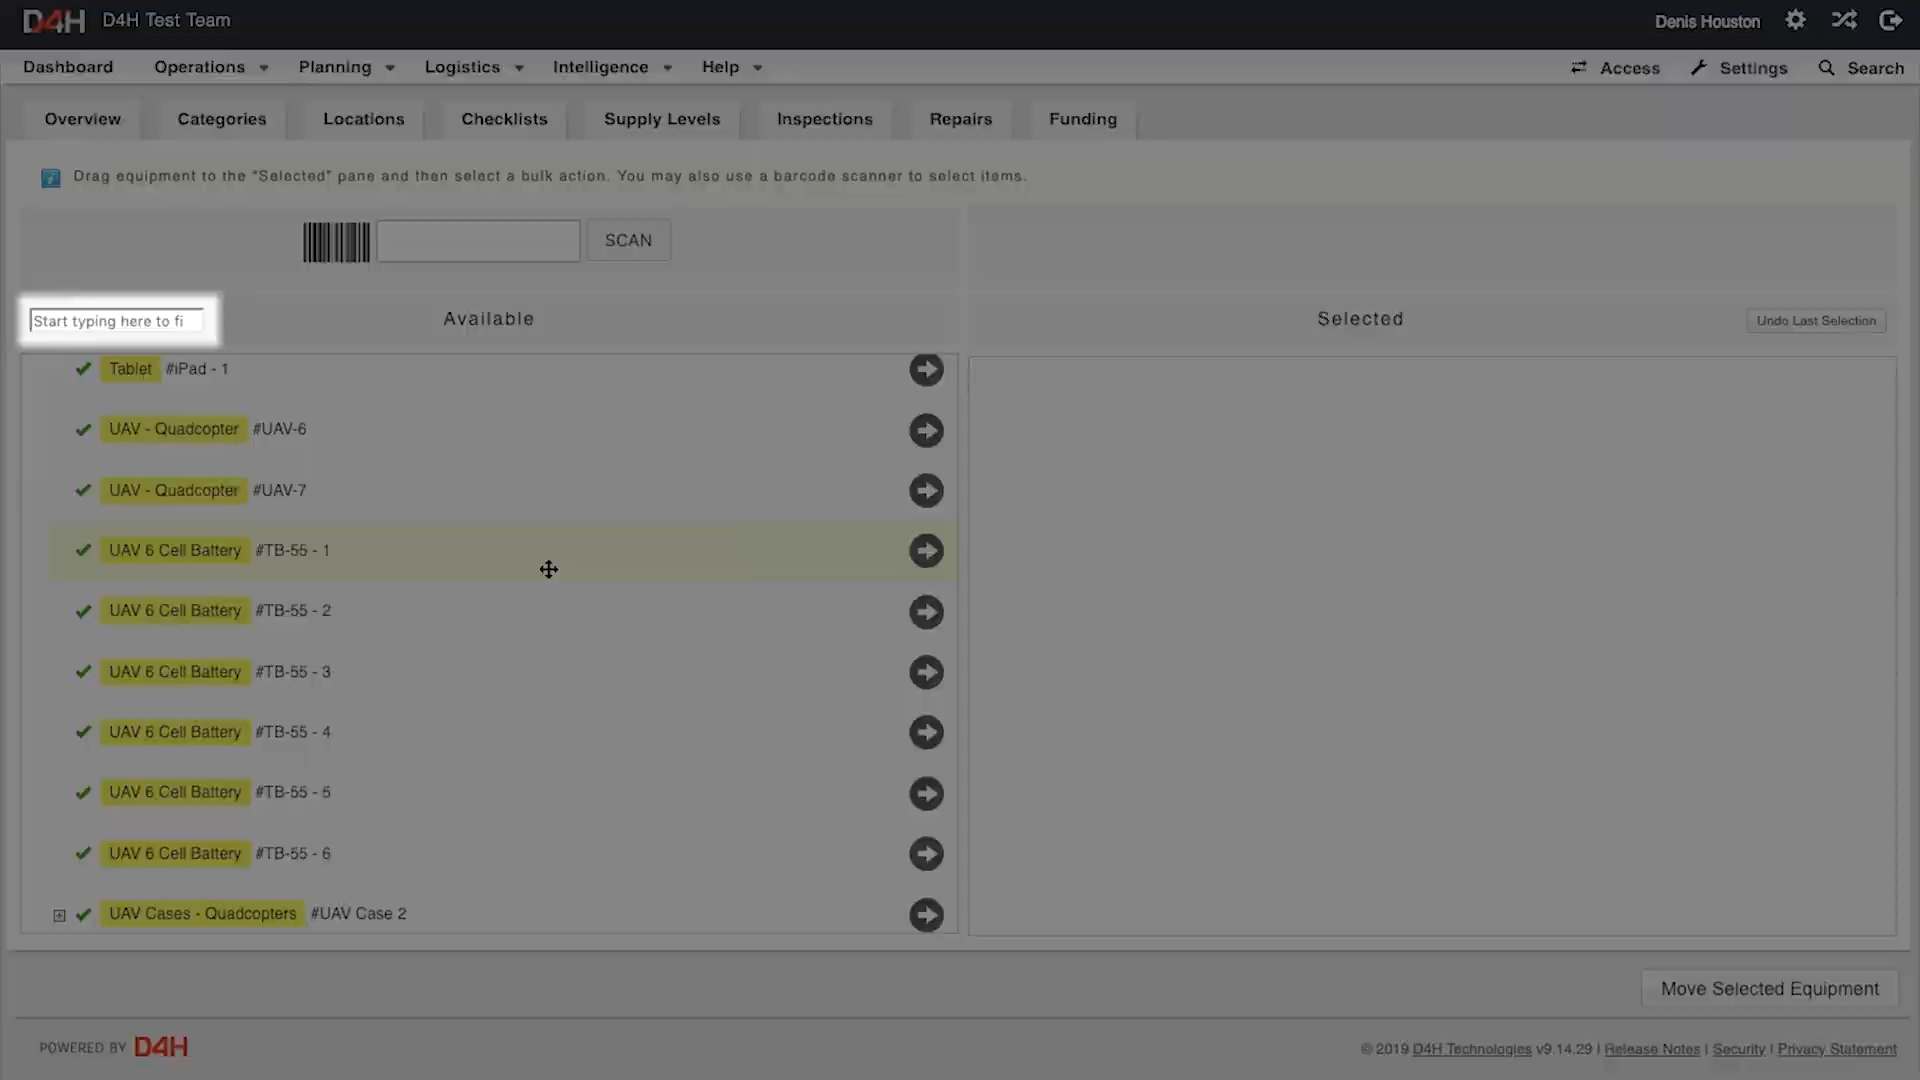 D4H D4H Test Team Denis Houston
Dashboard Operations Planning Logistics Intelligence Help Access Settings Search
Overview Categories Locations Checklists Supply Levels Inspections Repairs Funding
Drag equipment to the "Selected" pane and then select a bulk action. You may also use a barcode scanner to select items.
SCAN
Start typing here to fi Available Selected Undo Last Selection
Tablet #iPad - 1
UAV - Quadcopter #UAV-6
UAV - Quadcopter #UAV-7
UAV 6 Cell Battery #TB-55 - 1
UAV 6 Cell Battery #TB-55 - 2
UAV 6 Cell Battery #TB-55 - 3
UAV 6 Cell Battery #TB-55 - 4
UAV 6 Cell Battery #TB-55 - 5
UAV 6 Cell Battery #TB-55 - 6
UAV Cases - Quadcopters #UAV Case 2
Move Selected Equipment
POWERED BY D4H © 2019 D4H Technologies v9.14.29 | Release Notes | Security | Privacy Statement